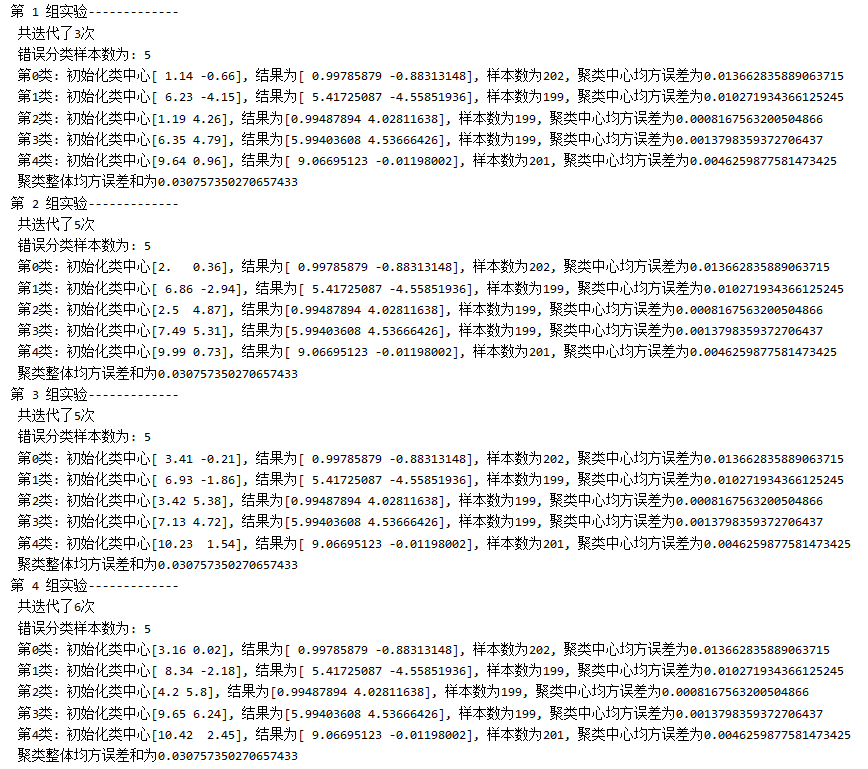 第 1 组实验-------------
共迭代了3次
错误分类样本数为: 5
第0类: 初始化类中心[ 1.14 -0.66], 结果为[ 0.99785879 -0.88313148], 样本数为202, 聚类中心均方误差为0.013662835889063715
第1类: 初始化类中心[ 6.23 -4.15], 结果为[ 5.41725087 -4.55851936], 样本数为199, 聚类中心均方误差为0.010271934366125245
第2类: 初始化类中心[1.19 4.26], 结果为[0.99487894 4.02811638], 样本数为199, 聚类中心均方误差为0.0008167563200504866
第3类: 初始化类中心[6.35 4.79], 结果为[5.99403608 4.53666426], 样本数为199, 聚类中心均方误差为0.0013798359372706437
第4类: 初始化类中心[9.64 0.96], 结果为[ 9.06695123 -0.01198002], 样本数为201, 聚类中心均方误差为0.0046259877581473425
聚类整体均方误差和为0.030757350270657433
第 2 组实验-------------
共迭代了5次
错误分类样本数为: 5
第0类: 初始化类中心[2.   0.36], 结果为[ 0.99785879 -0.88313148], 样本数为202, 聚类中心均方误差为0.013662835889063715
第1类: 初始化类中心[ 6.86 -2.94], 结果为[ 5.41725087 -4.55851936], 样本数为199, 聚类中心均方误差为0.010271934366125245
第2类: 初始化类中心[2.5  4.87], 结果为[0.99487894 4.02811638], 样本数为199, 聚类中心均方误差为0.0008167563200504866
第3类: 初始化类中心[7.49 5.31], 结果为[5.99403608 4.53666426], 样本数为199, 聚类中心均方误差为0.0013798359372706437
第4类: 初始化类中心[9.99 0.73], 结果为[ 9.06695123 -0.01198002], 样本数为201, 聚类中心均方误差为0.0046259877581473425
聚类整体均方误差和为0.030757350270657433
第 3 组实验-------------
共迭代了5次
错误分类样本数为: 5
第0类: 初始化类中心[ 3.41 -0.21], 结果为[ 0.99785879 -0.88313148], 样本数为202, 聚类中心均方误差为0.013662835889063715
第1类: 初始化类中心[ 6.93 -1.86], 结果为[ 5.41725087 -4.55851936], 样本数为199, 聚类中心均方误差为0.010271934366125245
第2类: 初始化类中心[3.42 5.38], 结果为[0.99487894 4.02811638], 样本数为199, 聚类中心均方误差为0.0008167563200504866
第3类: 初始化类中心[7.13 4.72], 结果为[5.99403608 4.53666426], 样本数为199, 聚类中心均方误差为0.0013798359372706437
第4类: 初始化类中心[10.23  1.54], 结果为[ 9.06695123 -0.01198002], 样本数为201, 聚类中心均方误差为0.0046259877581473425
聚类整体均方误差和为0.030757350270657433
第 4 组实验-------------
共迭代了6次
错误分类样本数为: 5
第0类: 初始化类中心[3.16 0.02], 结果为[ 0.99785879 -0.88313148], 样本数为202, 聚类中心均方误差为0.013662835889063715
第1类: 初始化类中心[ 8.34 -2.18], 结果为[ 5.41725087 -4.55851936], 样本数为199, 聚类中心均方误差为0.010271934366125245
第2类: 初始化类中心[4.2 5.8], 结果为[0.99487894 4.02811638], 样本数为199, 聚类中心均方误差为0.0008167563200504866
第3类: 初始化类中心[9.65 6.24], 结果为[5.99403608 4.53666426], 样本数为199, 聚类中心均方误差为0.0013798359372706437
第4类: 初始化类中心[10.42  2.45], 结果为[ 9.06695123 -0.01198002], 样本数为201, 聚类中心均方误差为0.0046259877581473425
聚类整体均方误差和为0.030757350270657433